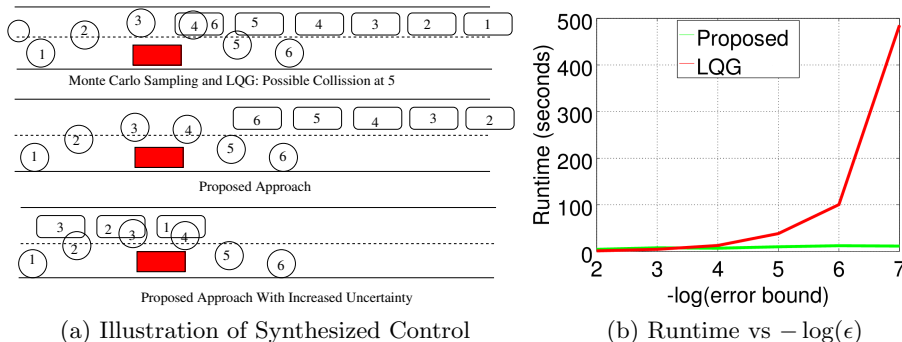 1 2 3 4 6 5 4 3 2 1
5 6
Monte Carlo Sampling and LQG: Possible Collission at 5
1 2 3 4 6 5 4 3 2
5 6
Proposed Approach
3 2 1
1 2 3 4 5 6
Proposed Approach With Increased Uncertainty
(a) Illustration of Synthesized Control
500
400
300
200
100
0
Runtime (seconds)
Proposed
LQG
2 3 4 5 6 7
-log(error bound)
(b) Runtime vs − log(ϵ)